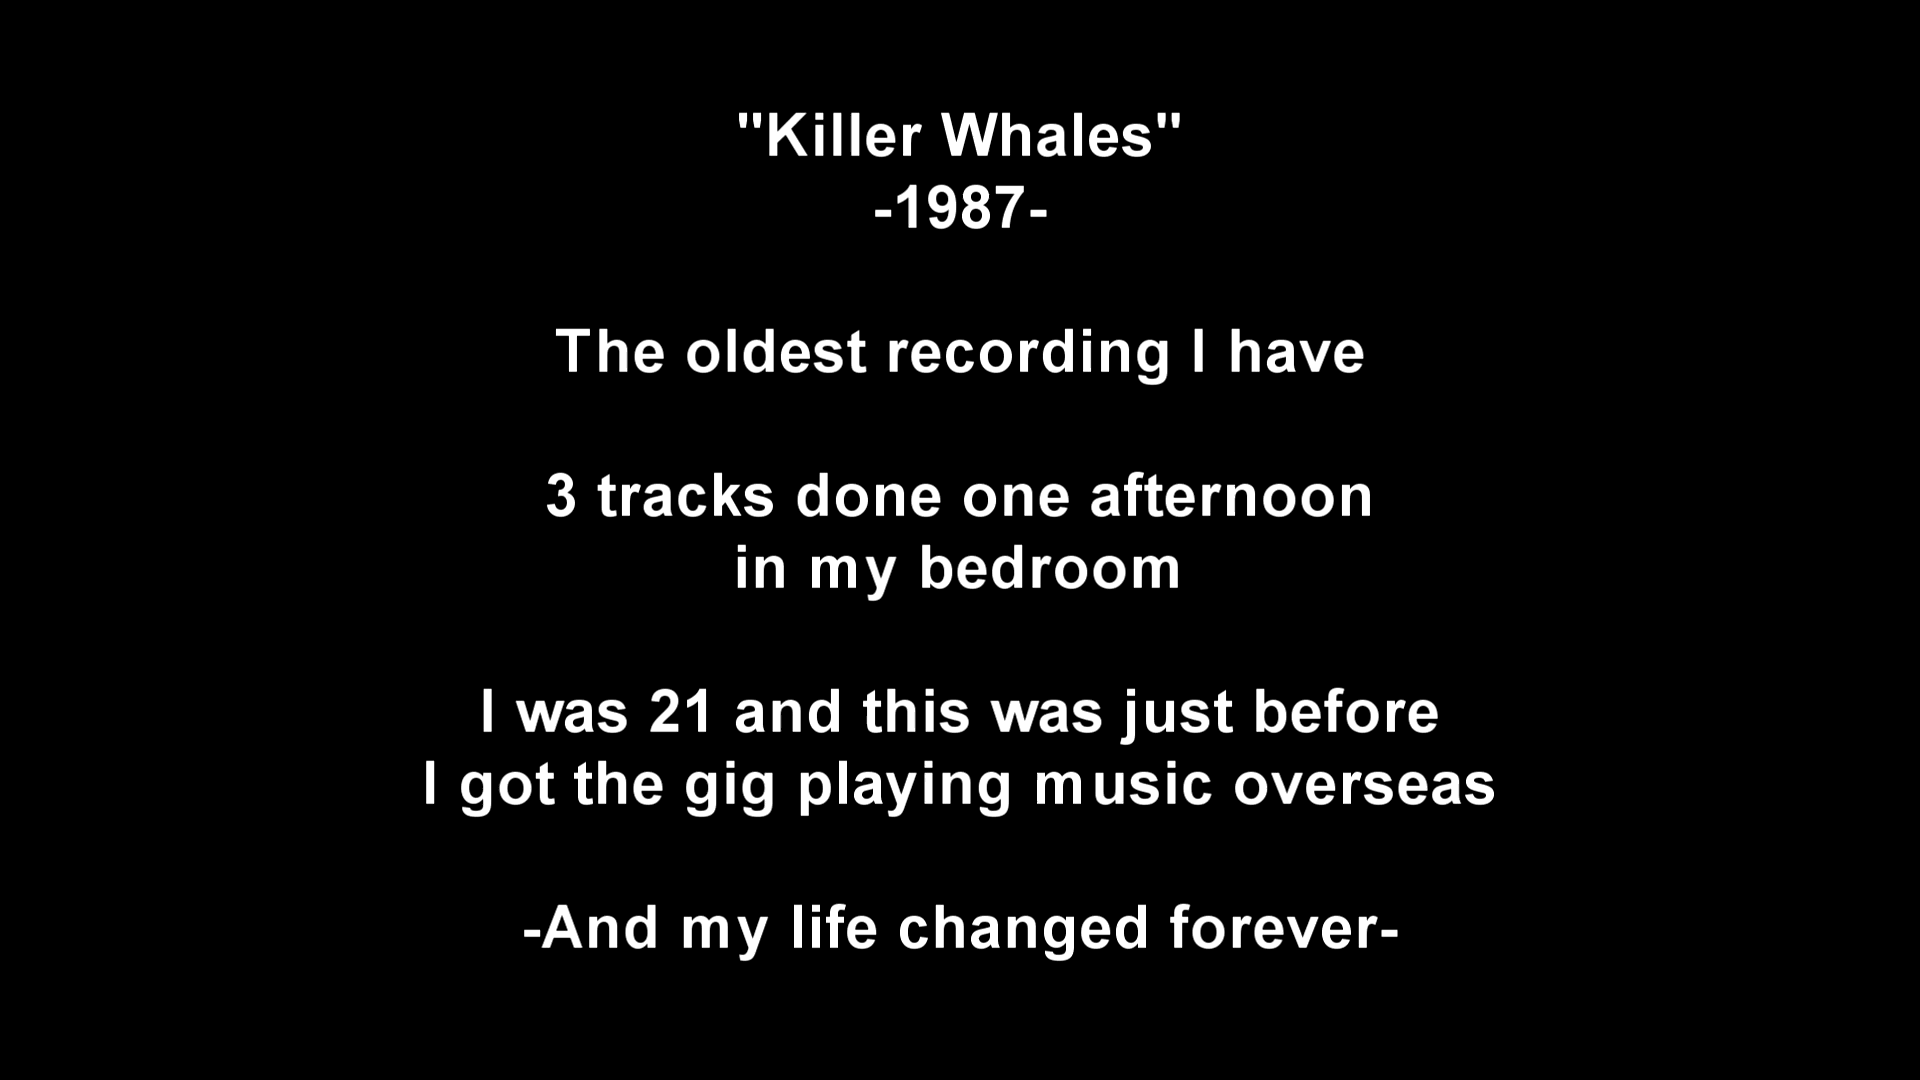 "Killer Whales"
-1987-
The oldest recording I have
3 tracks done one afternoon
in my bedroom
I was 21 and this was just before
I got the gig playing music overseas
-And my life changed forever-